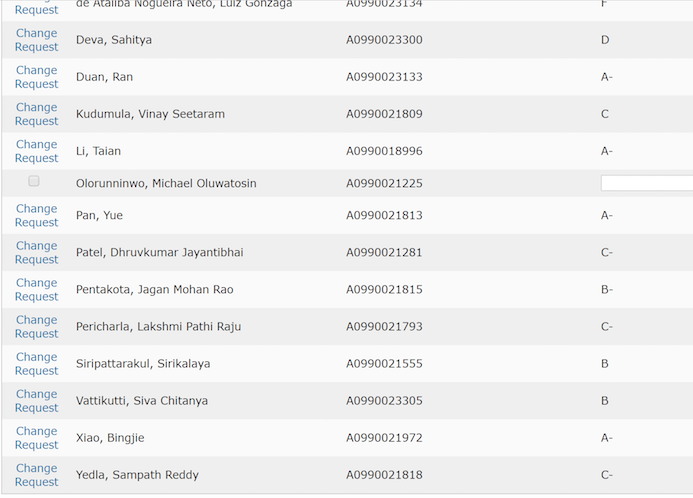 Request de Ataliba Nogueira Neto, Luiz Gonzaga A0990023134 F
Change
Request Deva, Sahitya A0990023300 D
Change
Request Duan, Ran A0990023133 A-
Change
Request Kudumula, Vinay Seetaram A0990021809 C
Change
Request Li, Taian A0990018996 A-
Olorunninwo, Michael Oluwatosin A0990021225
Change
Request Pan, Yue A0990021813 A-
Change
Request Patel, Dhruvkumar Jayantibhai A0990021281 C-
Change
Request Pentakota, Jagan Mohan Rao A0990021815 B-
Change
Request Pericharla, Lakshmi Pathi Raju A0990021793 C-
Change
Request Siripattarakul, Sirikalaya A0990021555 B
Change
Request Vattikutti, Siva Chitanya A0990023305 B
Change
Request Xiao, Bingjie A0990021972 A-
Change
Request Yedla, Sampath Reddy A0990021818 C-